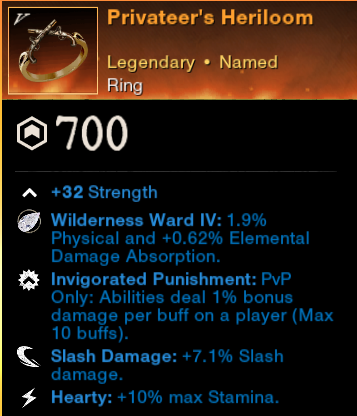 Privateer's Heriloom
Legendary • Named
Ring
V
700
+32 Strength
Wilderness Ward IV: 1.9%
Physical and +0.62% Elemental
Damage Absorption.
Invigorated Punishment: PvP
Only: Abilities deal 1% bonus
damage per buff on a player (Max
10 buffs).
Slash Damage: +7.1% Slash
damage.
Hearty: +10% max Stamina.